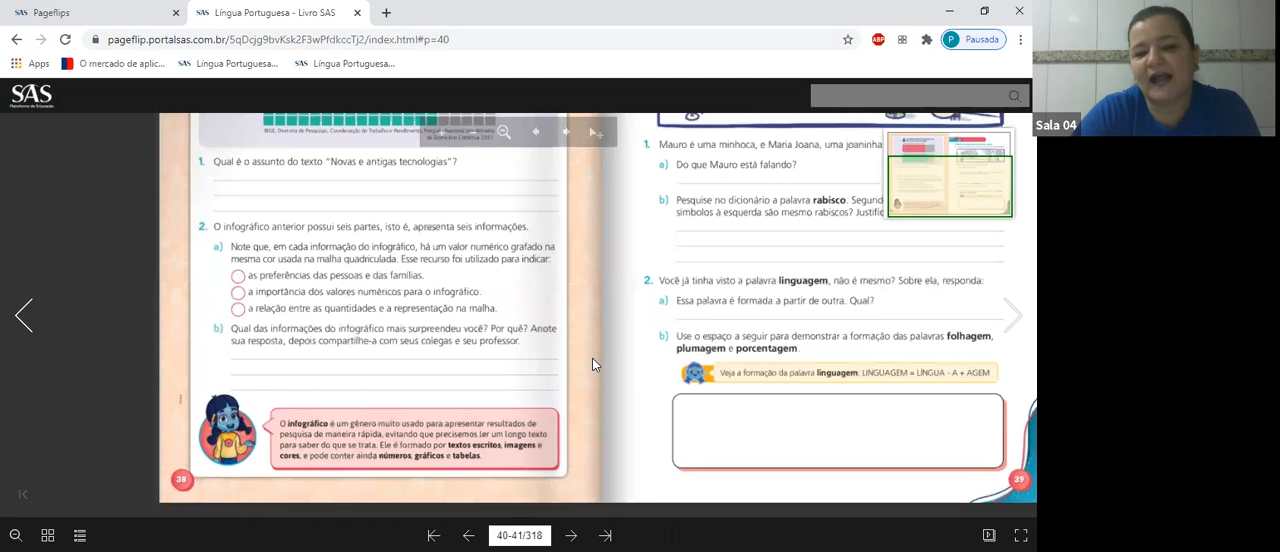 SAS Pageflips
SAS Língua Portuguesa - Livro SAS
pageflip.portalsas.com.br/5qDcjg9bvKsk2F3wPfdkccTj2/index.html#p=40
ABP
P Pausada
Apps
O mercado de aplic...
SAS Língua Portuguesa...
SAS Língua Portuguesa...
SAS
Plataforma de Educação
Sala 04
1. Qual é o assunto do texto “Novas e antigas tecnologias”?
2. O infográfico anterior possui seis partes, isto é, apresenta seis informações.
a) Note que, em cada informação do infográfico, há um valor numérico grafado na
mesma cor usada na malha quadriculada. Esse recurso foi utilizado para indicar:
as preferências das pessoas e das famílias.
a importância dos valores numéricos para o infográfico.
a relação entre as quantidades e a representação na malha.
b) Qual das informações do infográfico mais surpreendeu você? Por quê? Anote
sua resposta, depois compartilhe-a com seus colegas e seu professor.
O infográfico é um gênero muito usado para apresentar resultados de
pesquisa de maneira rápida, evitando que precisemos ler um longo texto
para saber do que se trata. Ele é formado por textos escritos, imagens e
cores, e pode conter ainda números, gráficos e tabelas.
38
1. Mauro é uma minhoca, e Maria Joana, uma joaninha.
a) Do que Mauro está falando?
b) Pesquise no dicionário a palavra rabisco. Segund
símbolos à esquerda são mesmo rabiscos? Justifi
2. Você já tinha visto a palavra linguagem, não é mesmo? Sobre ela, responda:
a) Essa palavra é formada a partir de outra. Qual?
b) Use o espaço a seguir para demonstrar a formação das palavras folhagem,
plumagem e porcentagem.
Veja a formação da palavra linguagem: LINGUAGEM = LÍNGUA - A + AGEM
39
40-41/318